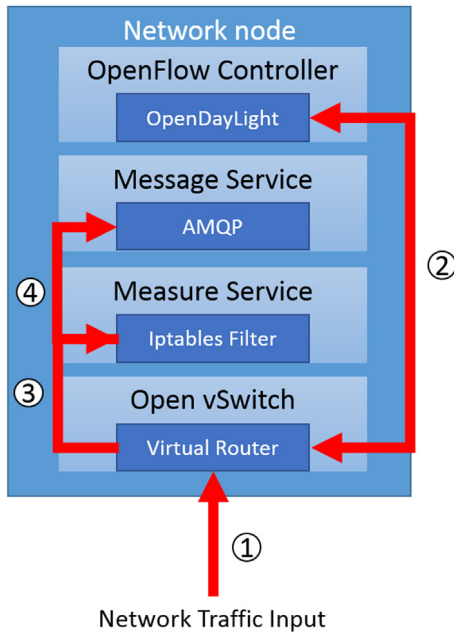 Network node
OpenFlow Controller
OpenDayLight
Message Service
AMQP
②
④
Measure Service
Iptables Filter
③
Open vSwitch
Virtual Router
①
Network Traffic Input